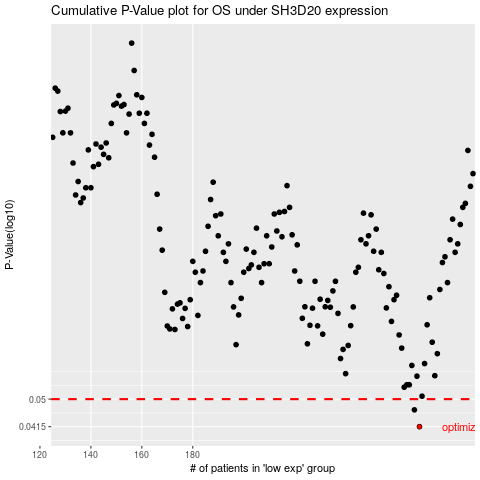 Cumulative P-Value plot for OS under SH3D20 expression
P-Value(log10)
0.05
0.0415
optimiz
120 140 160 180
# of patients in 'low exp' group